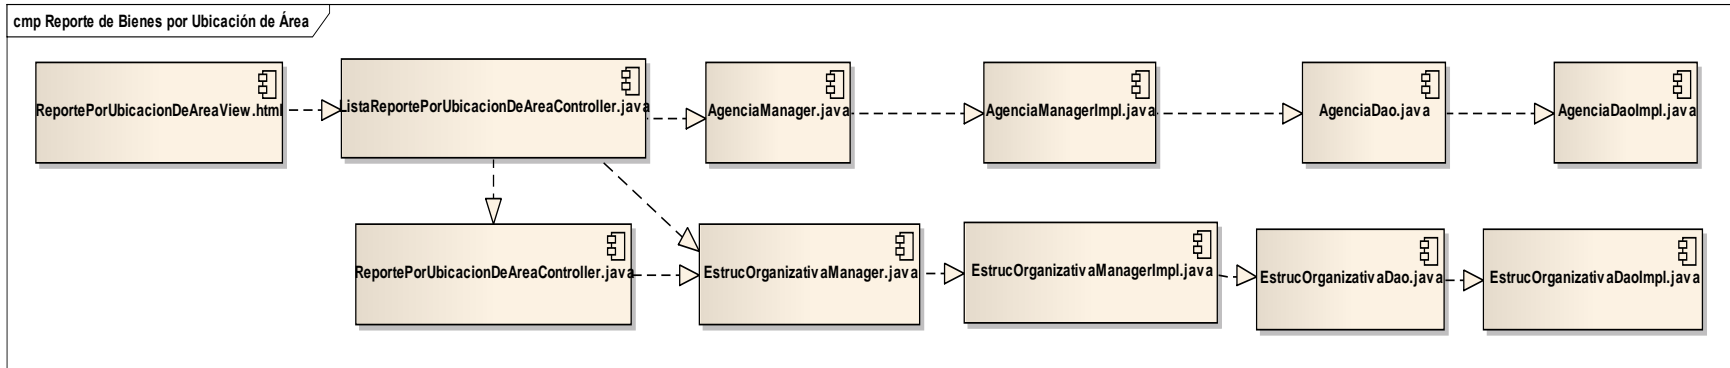 cmp Reporte de Bienes por Ubicación de Área
ReportePorUbicacionDeAreaView.html
ListaReportePorUbicacionDeAreaController.java
AgenciaManager.java
AgenciaManagerImpl.java
AgenciaDao.java
AgenciaDaoImpl.java
ReportePorUbicacionDeAreaController.java
EstrucOrganizativaManager.java
EstrucOrganizativaManagerImpl.java
EstrucOrganizativaDao.java
EstrucOrganizativaDaoImpl.java